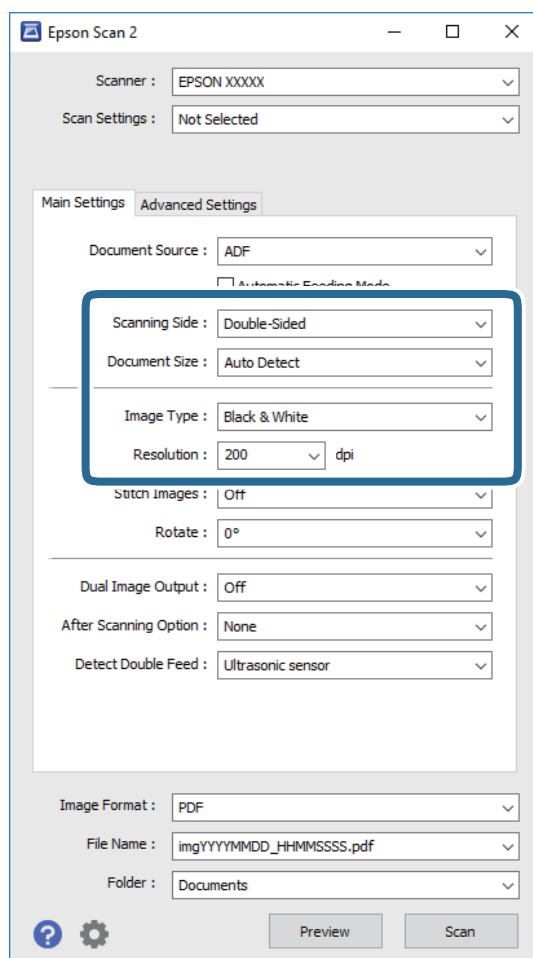 Epson Scan 2
Scanner : EPSON XXXXX
Scan Settings : Not Selected
Main Settings Advanced Settings
Document Source : ADF
Automatic Feeding Mode
Scanning Side : Double-Sided
Document Size : Auto Detect
Image Type : Black & White
Resolution : 200 dpi
Stitch Images : Off
Rotate : 0°
Dual Image Output : Off
After Scanning Option : None
Detect Double Feed : Ultrasonic sensor
Image Format : PDF
File Name : imgYYYYMMDD_HHMMSSSS.pdf
Folder : Documents
? Preview Scan